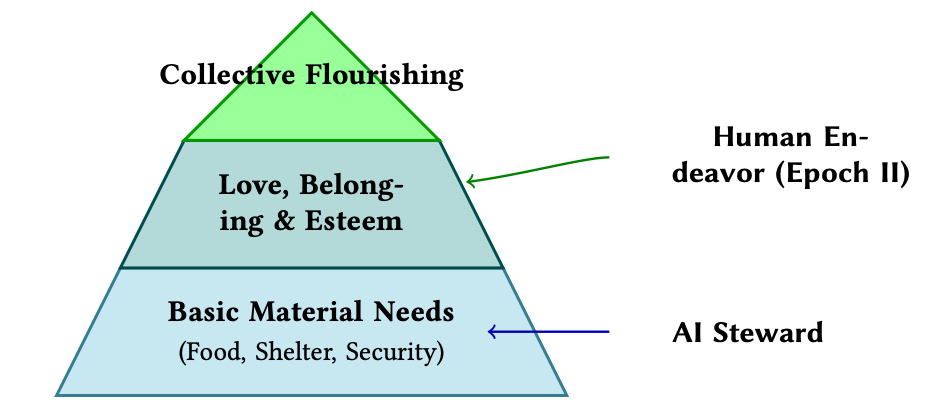 Collective Flourishing
Human En-
deavor (Epoch II)
Love, Belong-
ing & Esteem
Basic Material Needs
(Food, Shelter, Security)
AI Steward